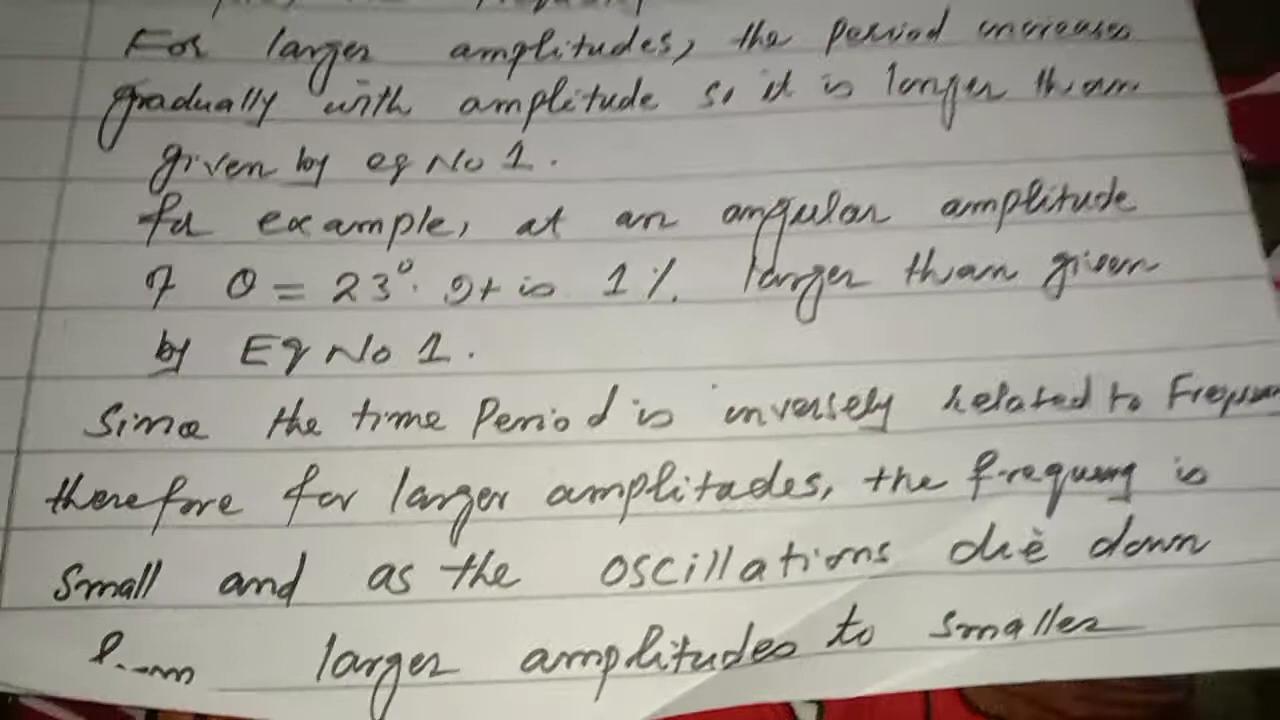 For larger amplitudes, the period increases
gradually with amplitude so it is longer than
given by eq No 1.
for example, at an angular amplitude
of θ = 23°. It is 1% larger than given
by Eq No 1.
Since the time Period is inversely related to
therefore for larger amplitudes, the frequency is
Small and as the oscillations die down
larger amplitudes to smaller